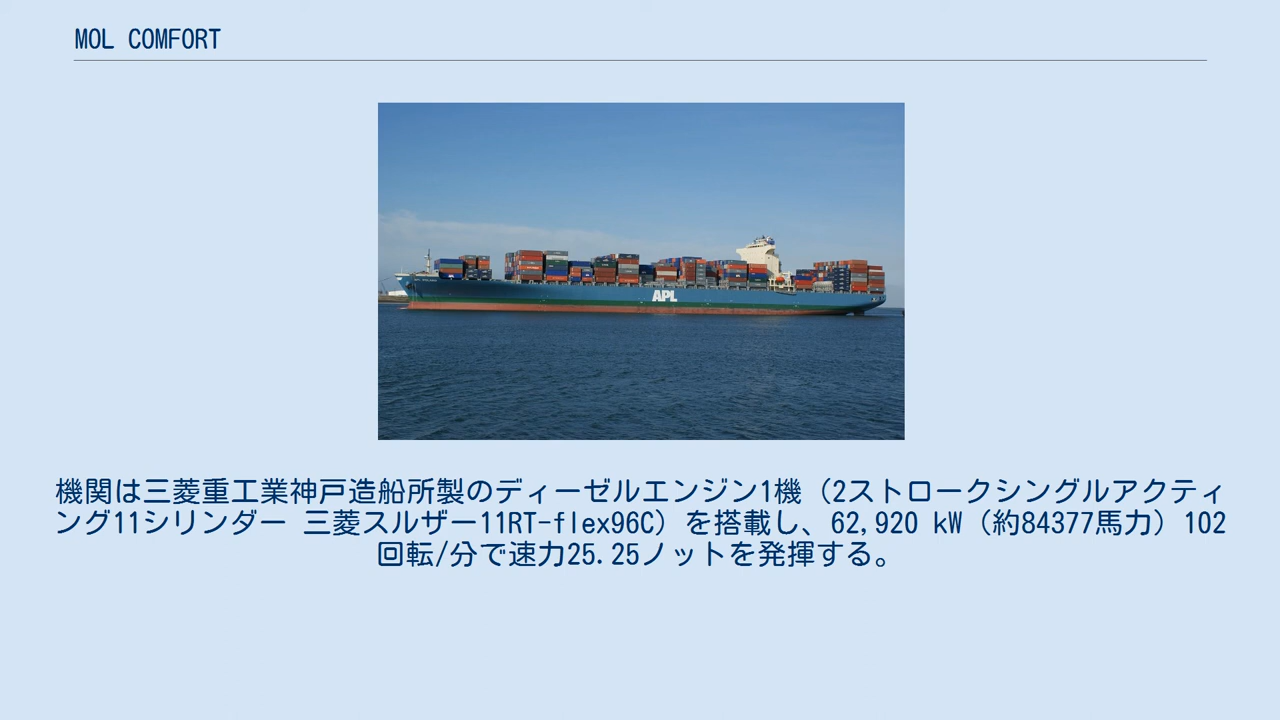 MOL COMFORT
APL
機関は三菱重工業神戸造船所製のディーゼルエンジン1機（2ストロークシングルアクティ
ング11シリンダー 三菱スルザー11RT-flex96C）を搭載し、62,920 kW（約84377馬力）102
回転/分で速力25.25ノットを発揮する。